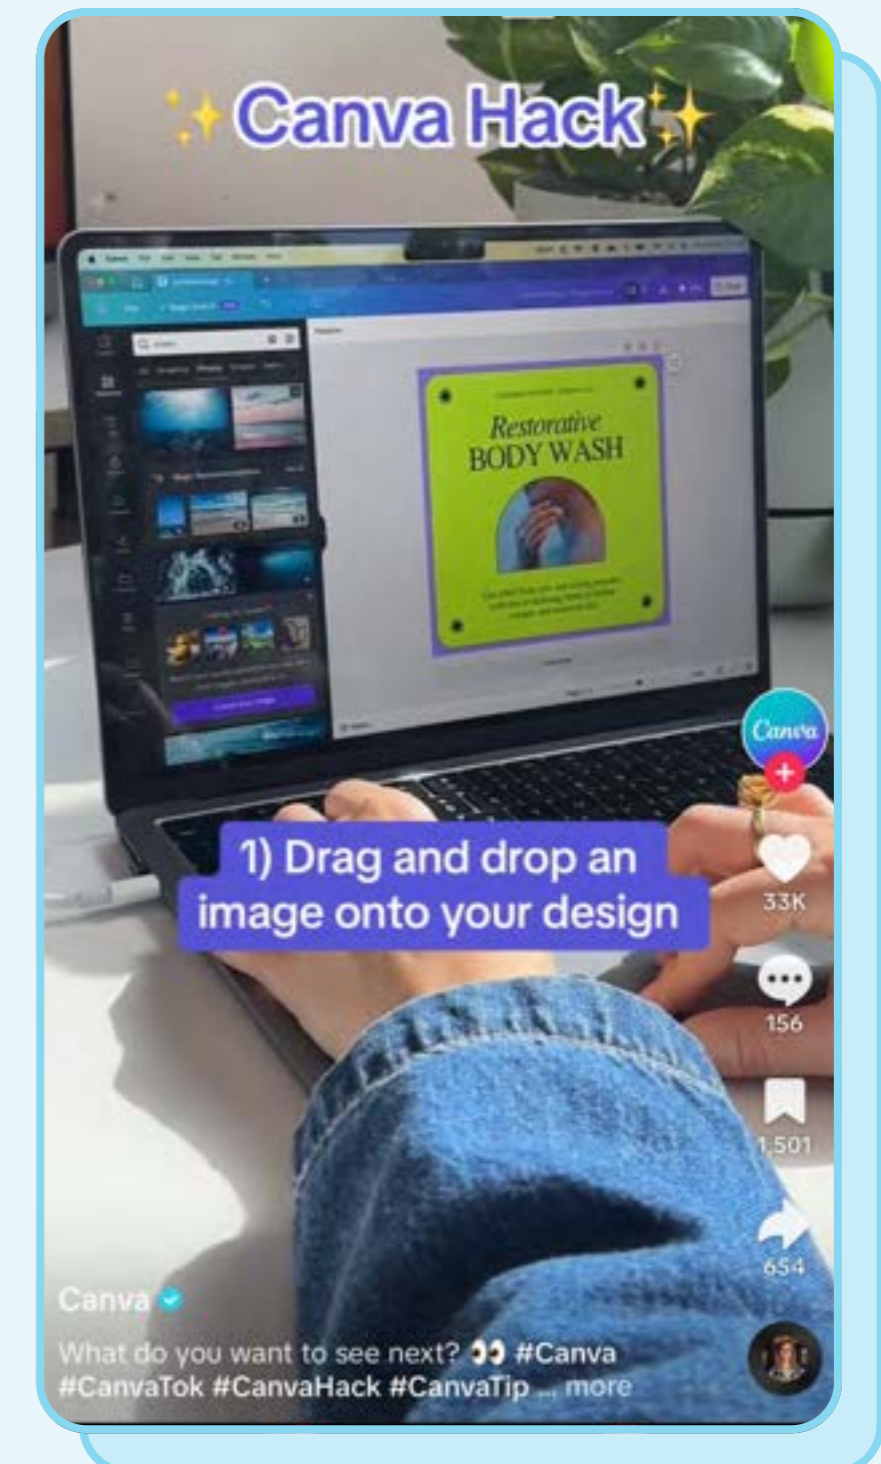 ✨Canva Hack✨
Restorative
BODY WASH
Canva
1) Drag and drop an
image onto your design
33K
156
1,501
654
Canva
What do you want to see next? 👀 #Canva
#CanvaTok #CanvaHack #CanvaTip ... more